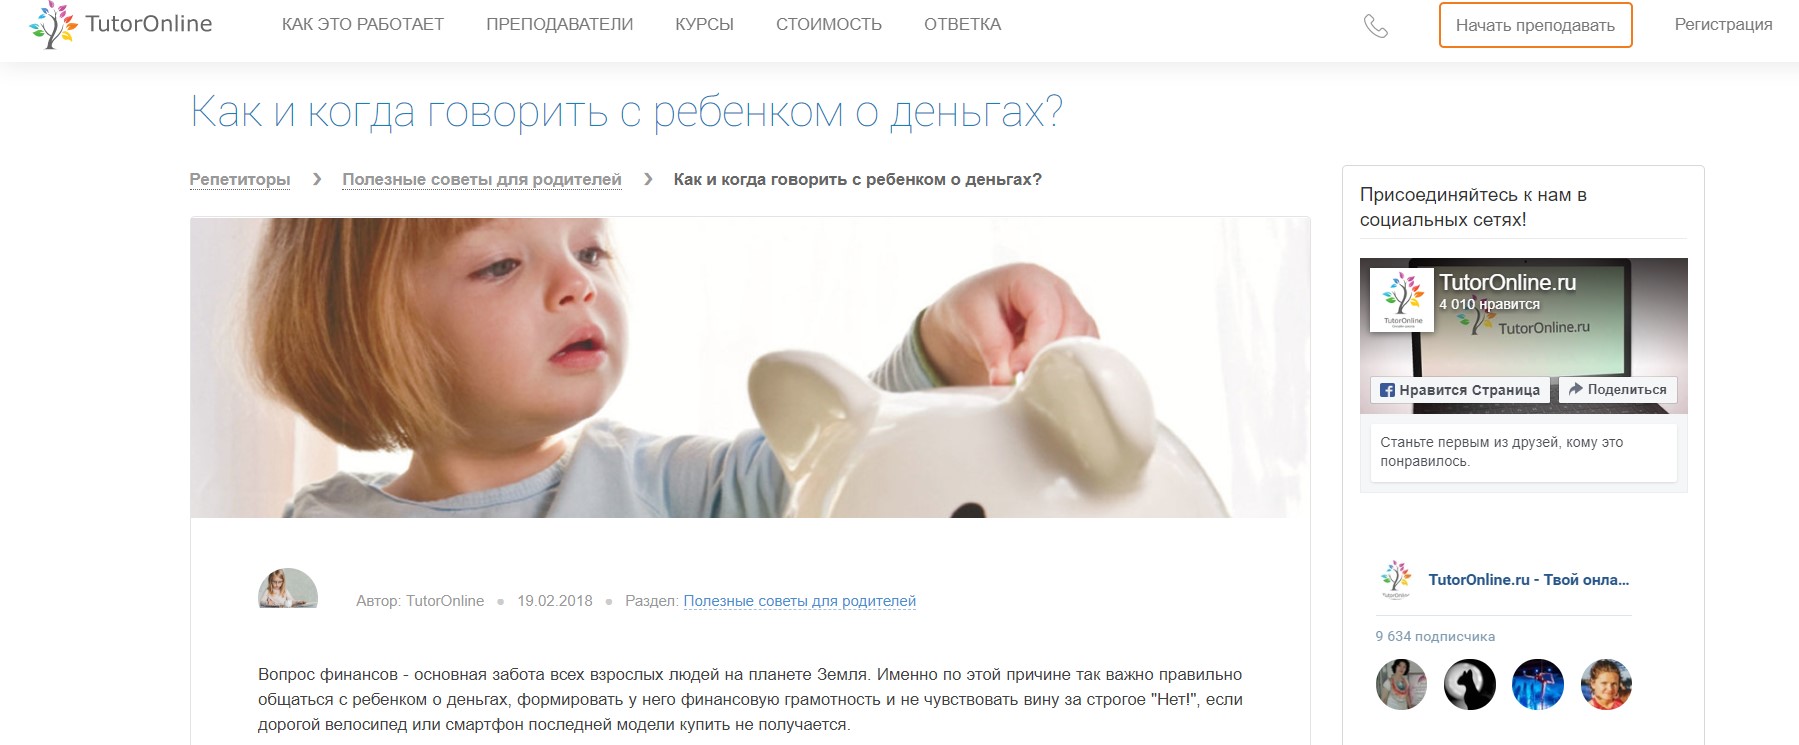 TutorOnline
КАК ЭТО РАБОТАЕТ
ПРЕПОДАВАТЕЛИ
КУРСЫ
СТОИМОСТЬ
ОТВЕТКА
Начать преподавать
Регистрация
Как и когда говорить с ребенком о деньгах?
Репетиторы
Полезные советы для родителей
Как и когда говорить с ребенком о деньгах?
Автор: TutorOnline
19.02.2018
Раздел: Полезные советы для родителей
Вопрос финансов - основная забота всех взрослых людей на планете Земля. Именно по этой причине так важно правильно
общаться с ребенком о деньгах, формировать у него финансовую грамотность и не чувствовать вину за строгое "Нет!", если
дорогой велосипед или смартфон последней модели купить не получается.
Присоединяйтесь к нам в
социальных сетях!
TutorOnline.ru
4 010 нравится
TutorOnline
TutorOnline.ru
Нравится Страница
Поделиться
Станьте первым из друзей, кому это
понравилось.
TutorOnline.ru - Твой онла...
9 634 подписчика